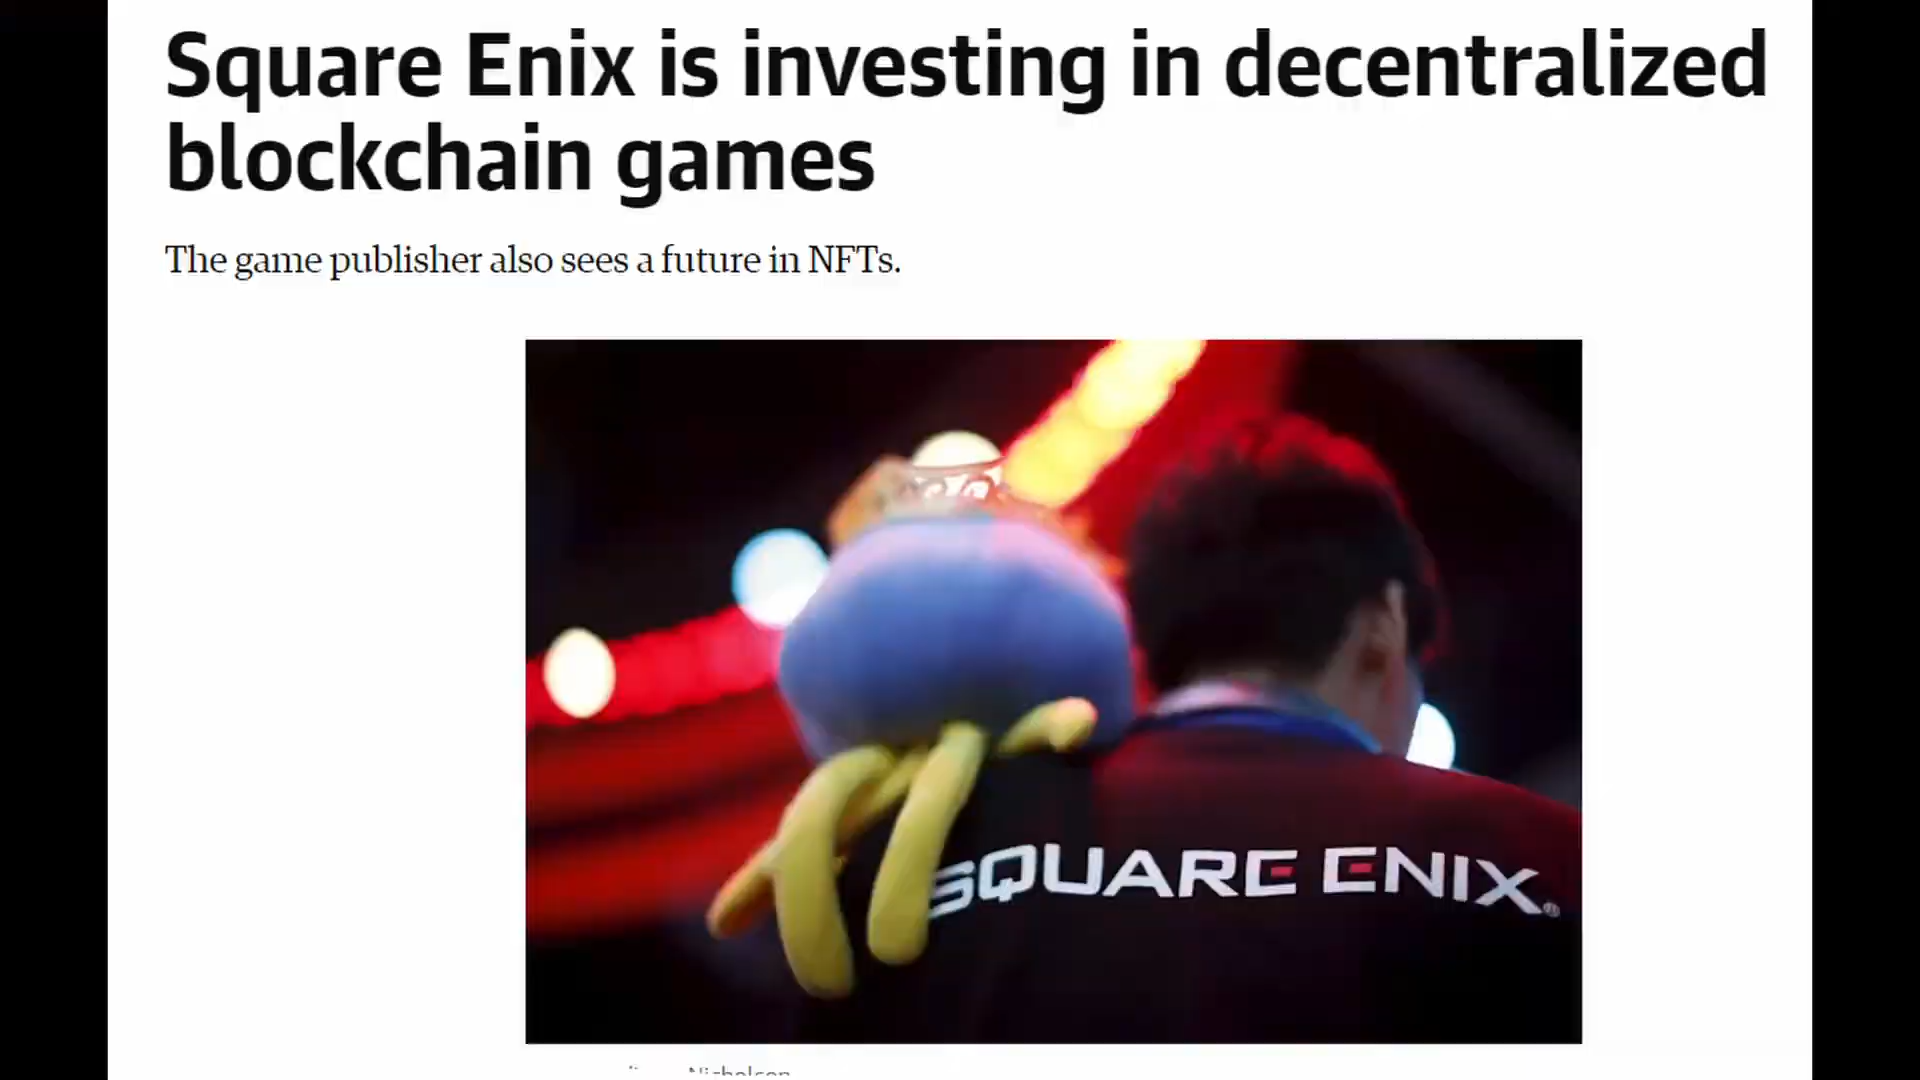 Square Enix is investing in decentralized
blockchain games
The game publisher also sees a future in NFTs.
SQUARE ENIX®